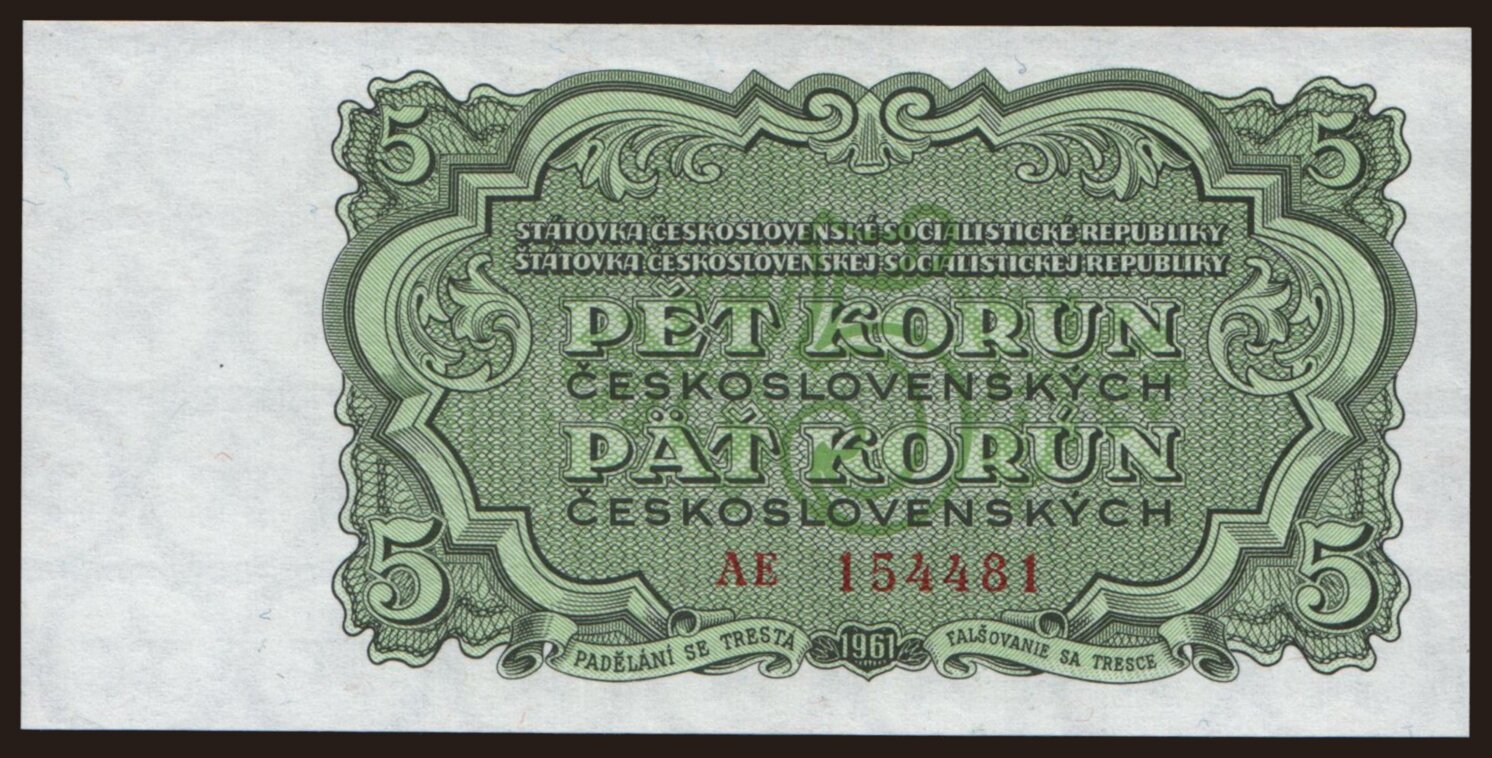 5 5
STÁTOVKA ČESKOSLOVENSKÉ SOCIALISTICKÉ REPUBLIKY
ŠTÁTOVKA ČESKOSLOVENSKEJ SOCIALISTICKEJ REPUBLIKY
PĚT KORUN
ČESKOSLOVENSKÝCH
PÄŤ KORÚN
ČESKOSLOVENSKÝCH
5 5
AE 154481
PADĚLÁNÍ SE TRESTÁ 1961 FALŠOVANIE SA TRESCE